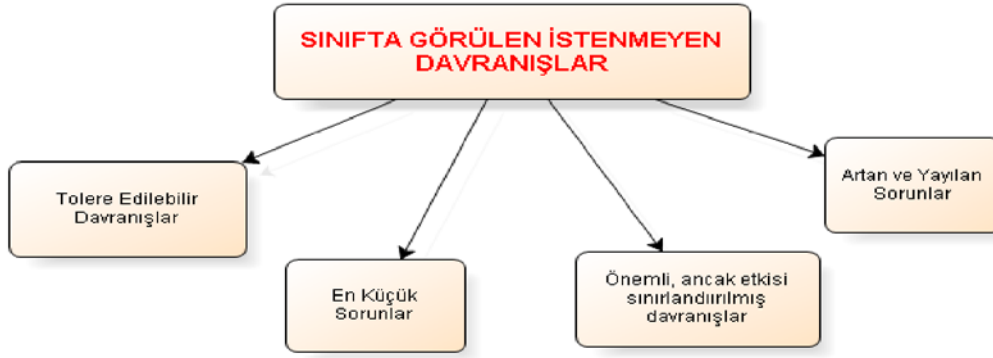 SINIFTA GÖRÜLEN İSTENMEYEN
DAVRANIŞLAR
Tolere Edilebilir
Davranışlar
En Küçük
Sorunlar
Önemli, ancak etkisi
sınırlandırılmış
davranışlar
Artan ve Yayılan
Sorunlar